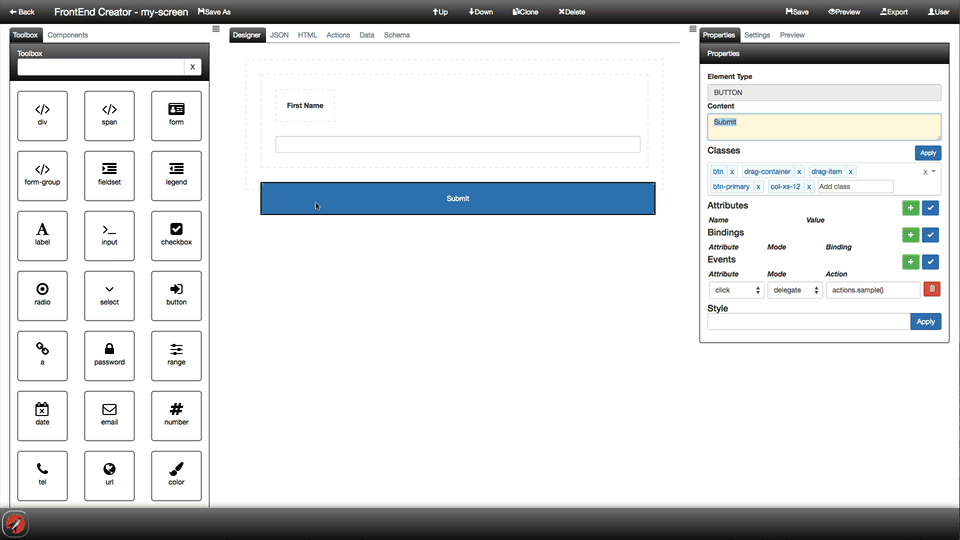 Back FrontEnd Creator - my-screen Save As Up Down Clone Delete Save Preview Export User
Toolbox Components
Toolbox
X
div span form
form-group fieldset legend
label input checkbox
radio select button
a password range
date email number
tel url color
Designer JSON HTML Actions Data Schema
First Name
Submit
Properties Settings Preview
Properties
Element Type
BUTTON
Content
Submit
Classes Apply
btn x drag-container x drag-item x x
btn-primary x col-xs-12 x Add class
Attributes
Name Value
Bindings
Attribute Mode Binding
Events
Attribute Mode Action
click delegate actions.sample()
Style
Apply